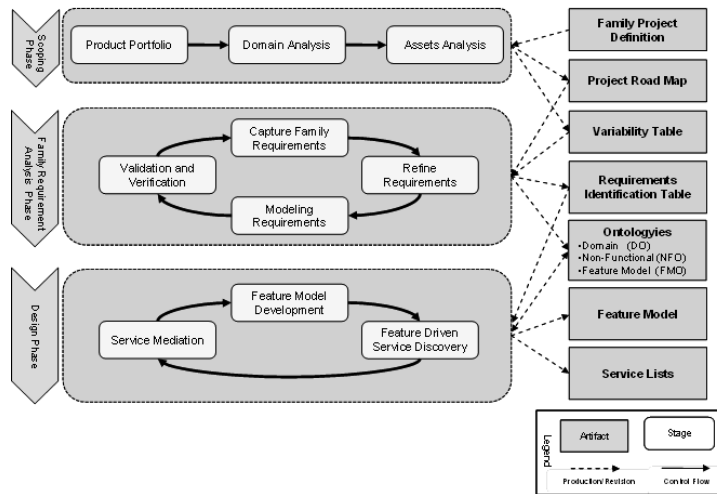 Scoping
Phase
Product Portfolio
Domain Analysis
Assets Analysis
Family Requirement
Analysis Phase
Capture Family
Requirements
Validation and
Verification
Refine
Requirements
Modeling
Requirements
Design Phase
Feature Model
Development
Service Mediation
Feature Driven
Service Discovery
Family Project
Definition
Project Road Map
Variability Table
Requirements
Identification Table
Ontologyies
•Domain (DO)
•Non-Functional (NFO)
•Feature Model (FMO)
Feature Model
Service Lists
Legend
Artifact
Stage
Production/Revision
Control Flow